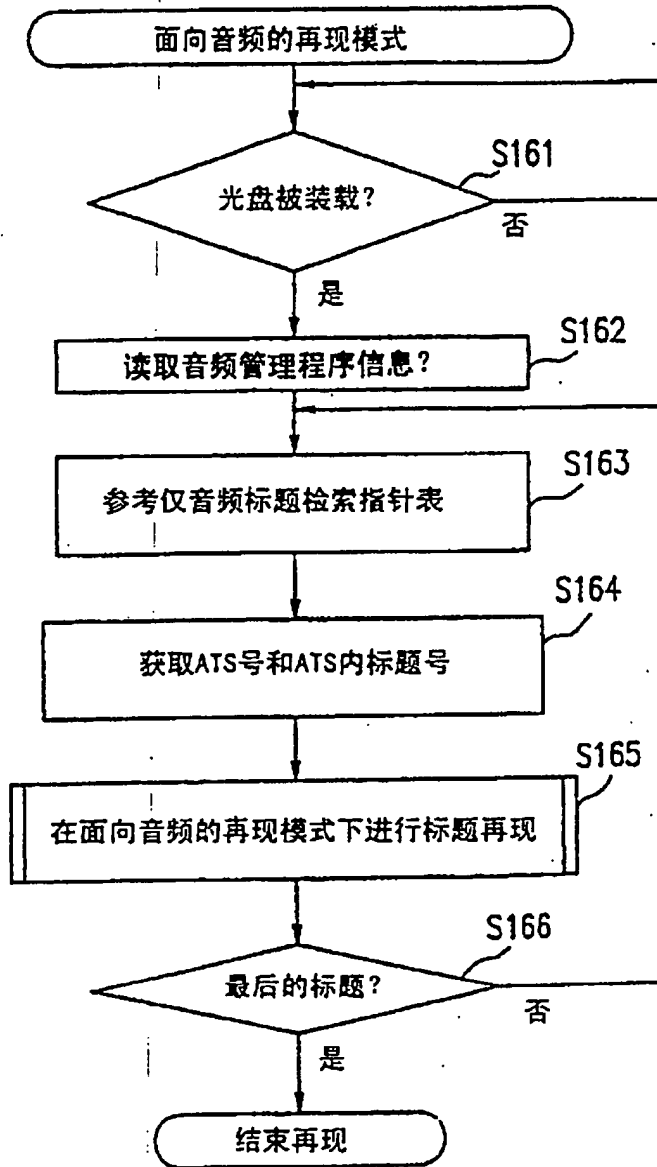 面向音频的再现模式
S161
光盘被装载?
否
是
S162
读取音频管理程序信息?
S163
参考仅音频标题检索指针表
S164
获取ATS号和ATS内标题号
S165
在面向音频的再现模式下进行标题再现
S166
最后的标题?
否
是
结束再现